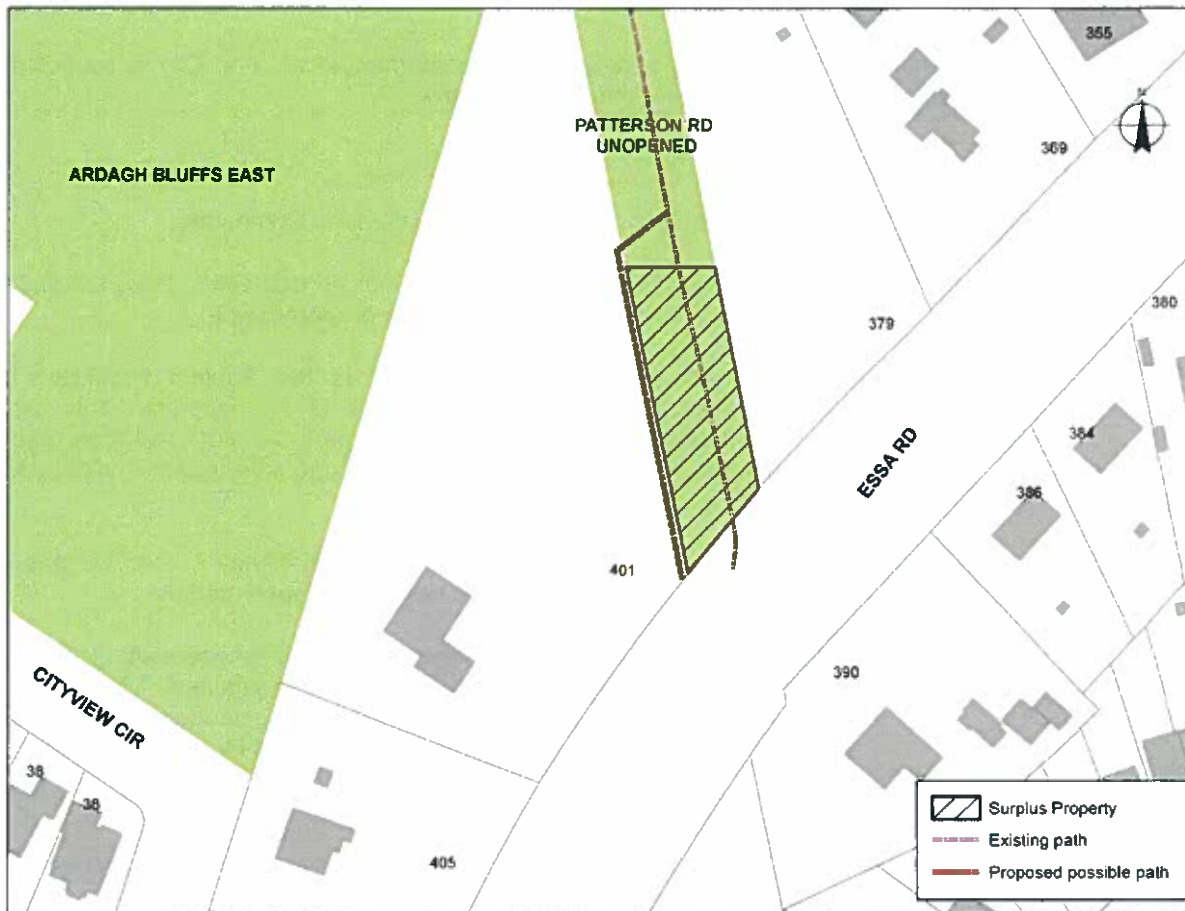 355
N
PATTERSON RD
UNOPENED
369
ARDAGH BLUFFS EAST
380
379
384
ESSA RD
386
401
390
CITYVIEW CIR
38
38
405
Surplus Property
Existing path
Proposed possible path